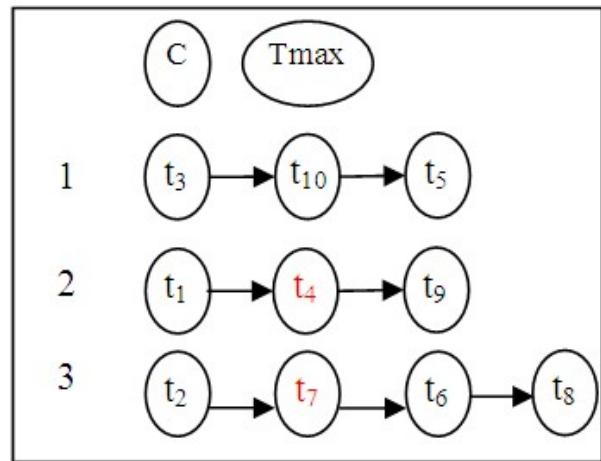 C Tmax
1 t₃ t₁₀ t₅
2 t₁ t₄ t₉
3 t₂ t₇ t₆ t₈